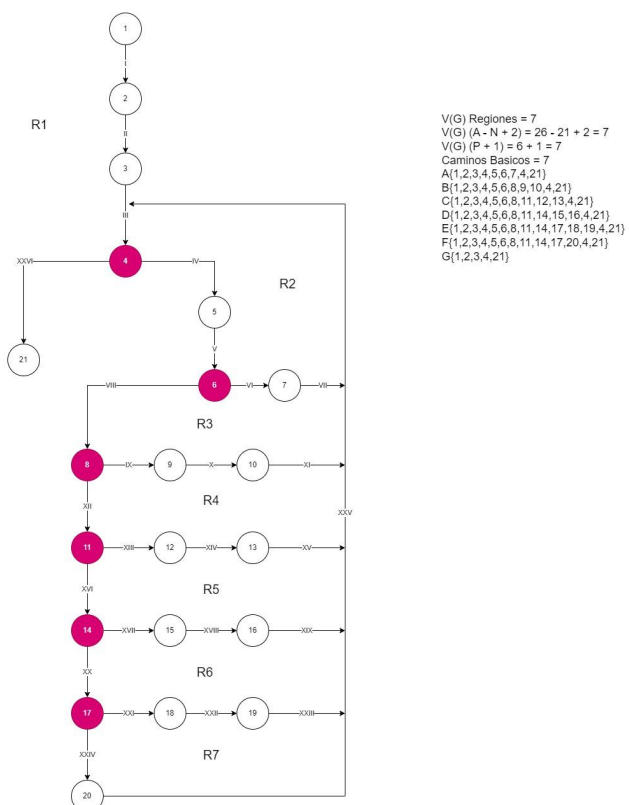 1
I
2
R1
II
3
III
XXVI
4
IV
R2
5
V
21
VIII
6
VI
7
VII
R3
8
IX
9
X
10
XI
XII
R4
XXV
11
XIII
12
XIV
13
XV
XVI
R5
14
XVII
15
XVIII
16
XIX
XX
R6
17
XXI
18
XXII
19
XXIII
XXIV
R7
20
V(G) Regiones = 7
V(G) (A - N + 2) = 26 - 21 + 2 = 7
V(G) (P + 1) = 6 + 1 = 7
Caminos Basicos = 7
A{1,2,3,4,5,6,7,4,21}
B{1,2,3,4,5,6,8,9,10,4,21}
C{1,2,3,4,5,6,8,11,12,13,4,21}
D{1,2,3,4,5,6,8,11,14,15,16,4,21}
E{1,2,3,4,5,6,8,11,14,17,18,19,4,21}
F{1,2,3,4,5,6,8,11,14,17,20,4,21}
G{1,2,3,4,21}